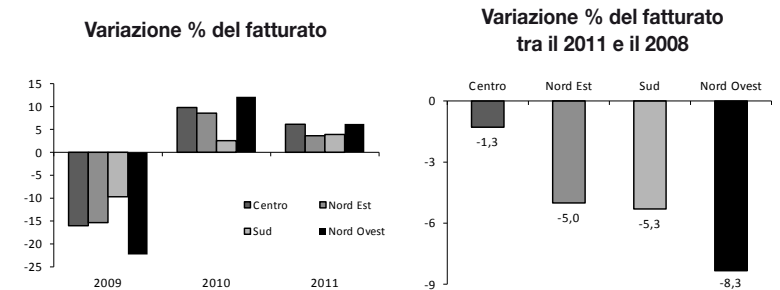 Variazione % del fatturato
15
10
5
0
-5
-10
-15
-20
-25
Centro
Nord Est
Sud
Nord Ovest
2009
2010
2011
Variazione % del fatturato
tra il 2011 e il 2008
Centro
Nord Est
Sud
Nord Ovest
0
-3
-6
-9
-1,3
-5,0
-5,3
-8,3